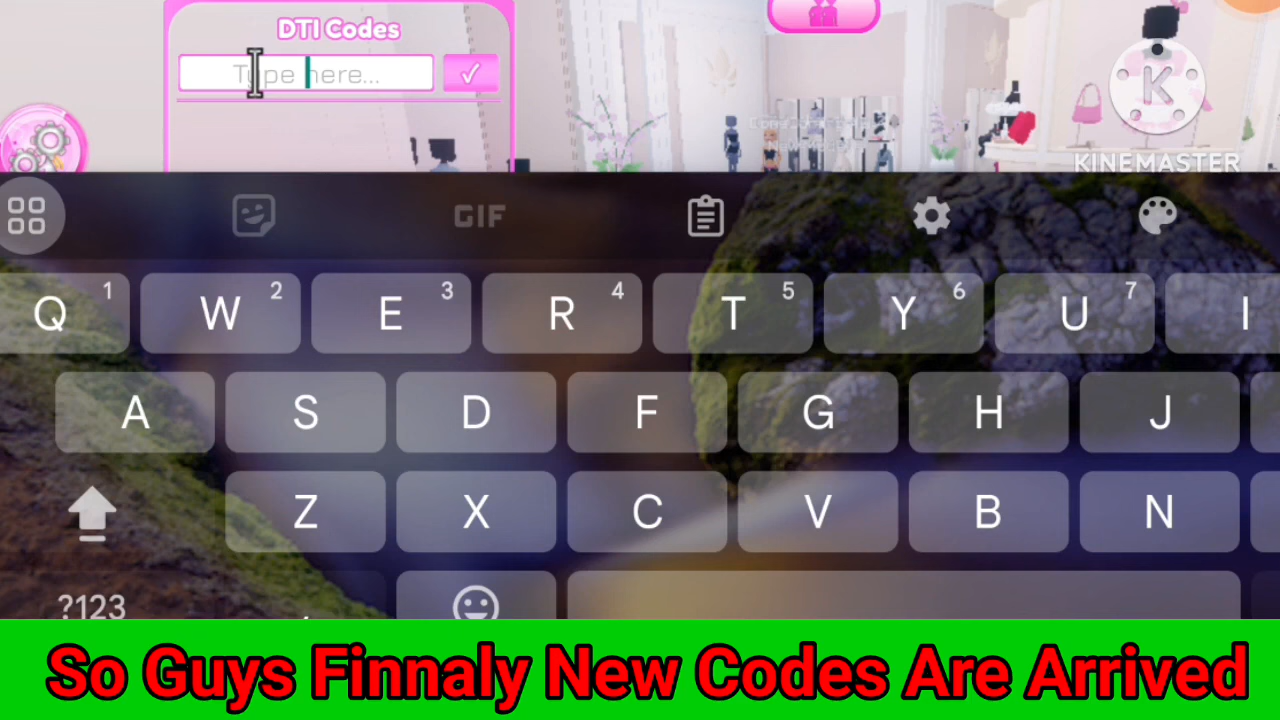 DTI Codes
Type here...
K
KINEMASTER
GIF
Q 1 W 2 E 3 R 4 T 5 Y 6 U 7 I
A S D F G H J
Z X C V B N
?123 ,
So Guys Finnaly New Codes Are Arrived